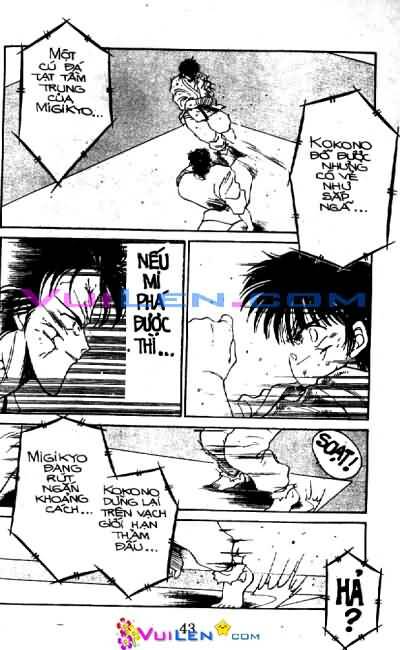 MỘT
CÚ ĐÁ
TẠT TẦM
TRUNG
CỦA
MIGIKYO...
KOKONO
ĐỠ ĐƯỢC
NHƯNG
CÓ VẺ
NHƯ
SẮP
NGÃ...
NẾU
MI
PHÁ
ĐƯỢC
THÌ...
VUILEN.COM
SOẠT!
MIGIKYO
ĐANG
RÚT
NGẮN
KHOẢNG
CÁCH...
KOKONO
DỪNG LẠI
TRÊN VẠCH
GIỚI HẠN
THẢM
ĐẤU...
HẢ
?
43
VUILEN.COM